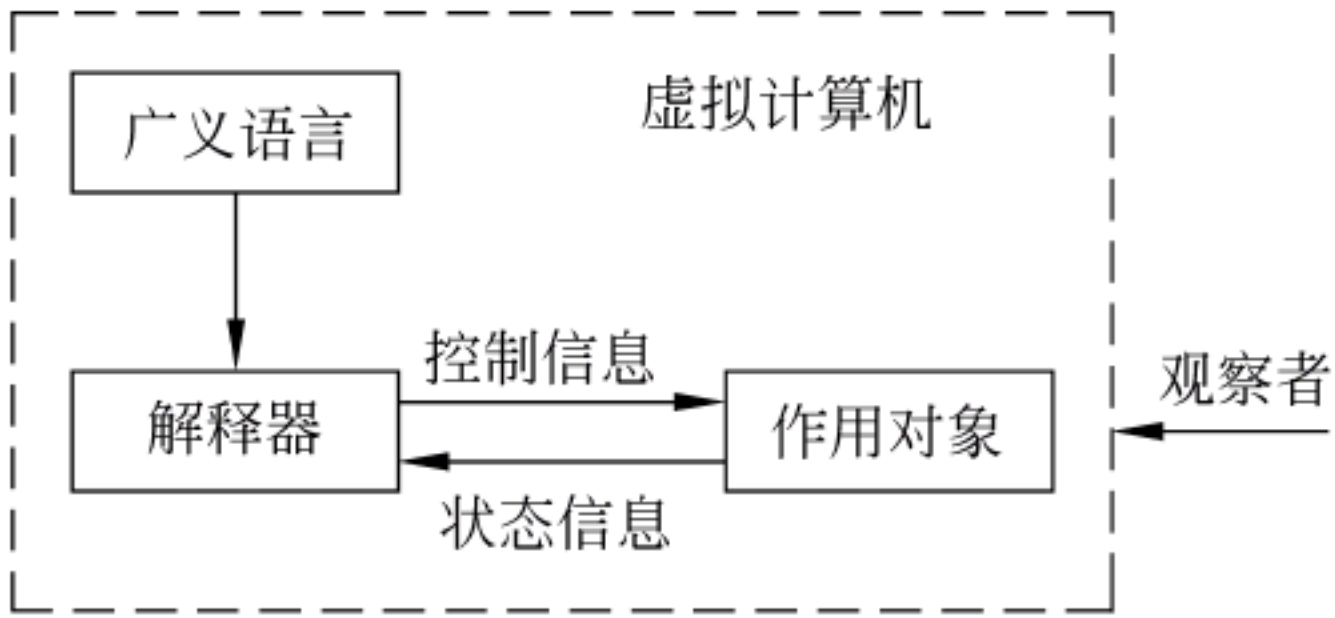 虚拟计算机
广义语言
控制信息
观察者
解释器
作用对象
状态信息